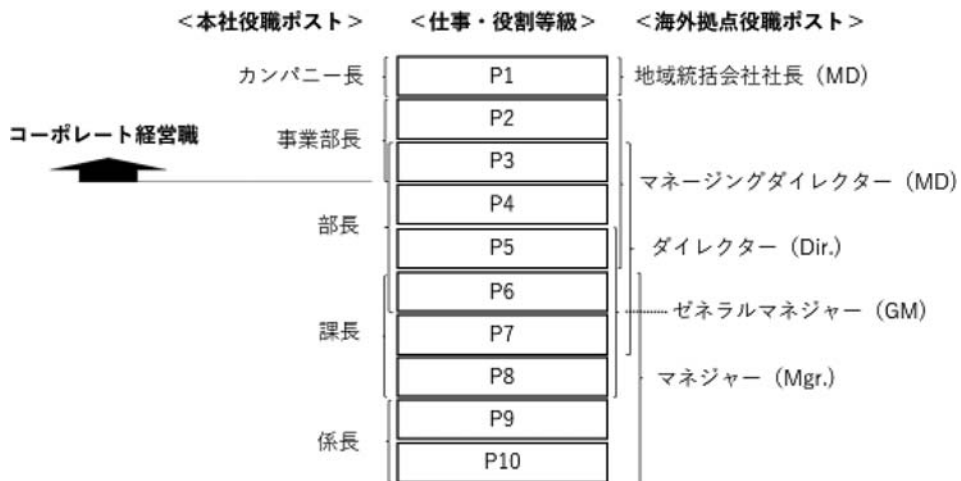 ＜本社役職ポスト＞ ＜仕事・役割等級＞ ＜海外拠点役職ポスト＞
カンパニー長 P1 地域統括会社社長（MD）
P2
コーポレート経営職 事業部長
P3
マネージングダイレクター（MD）
P4
部長
P5 ダイレクター（Dir.）
P6
ゼネラルマネジャー（GM）
課長 P7
P8 マネジャー（Mgr.）
P9
係長
P10